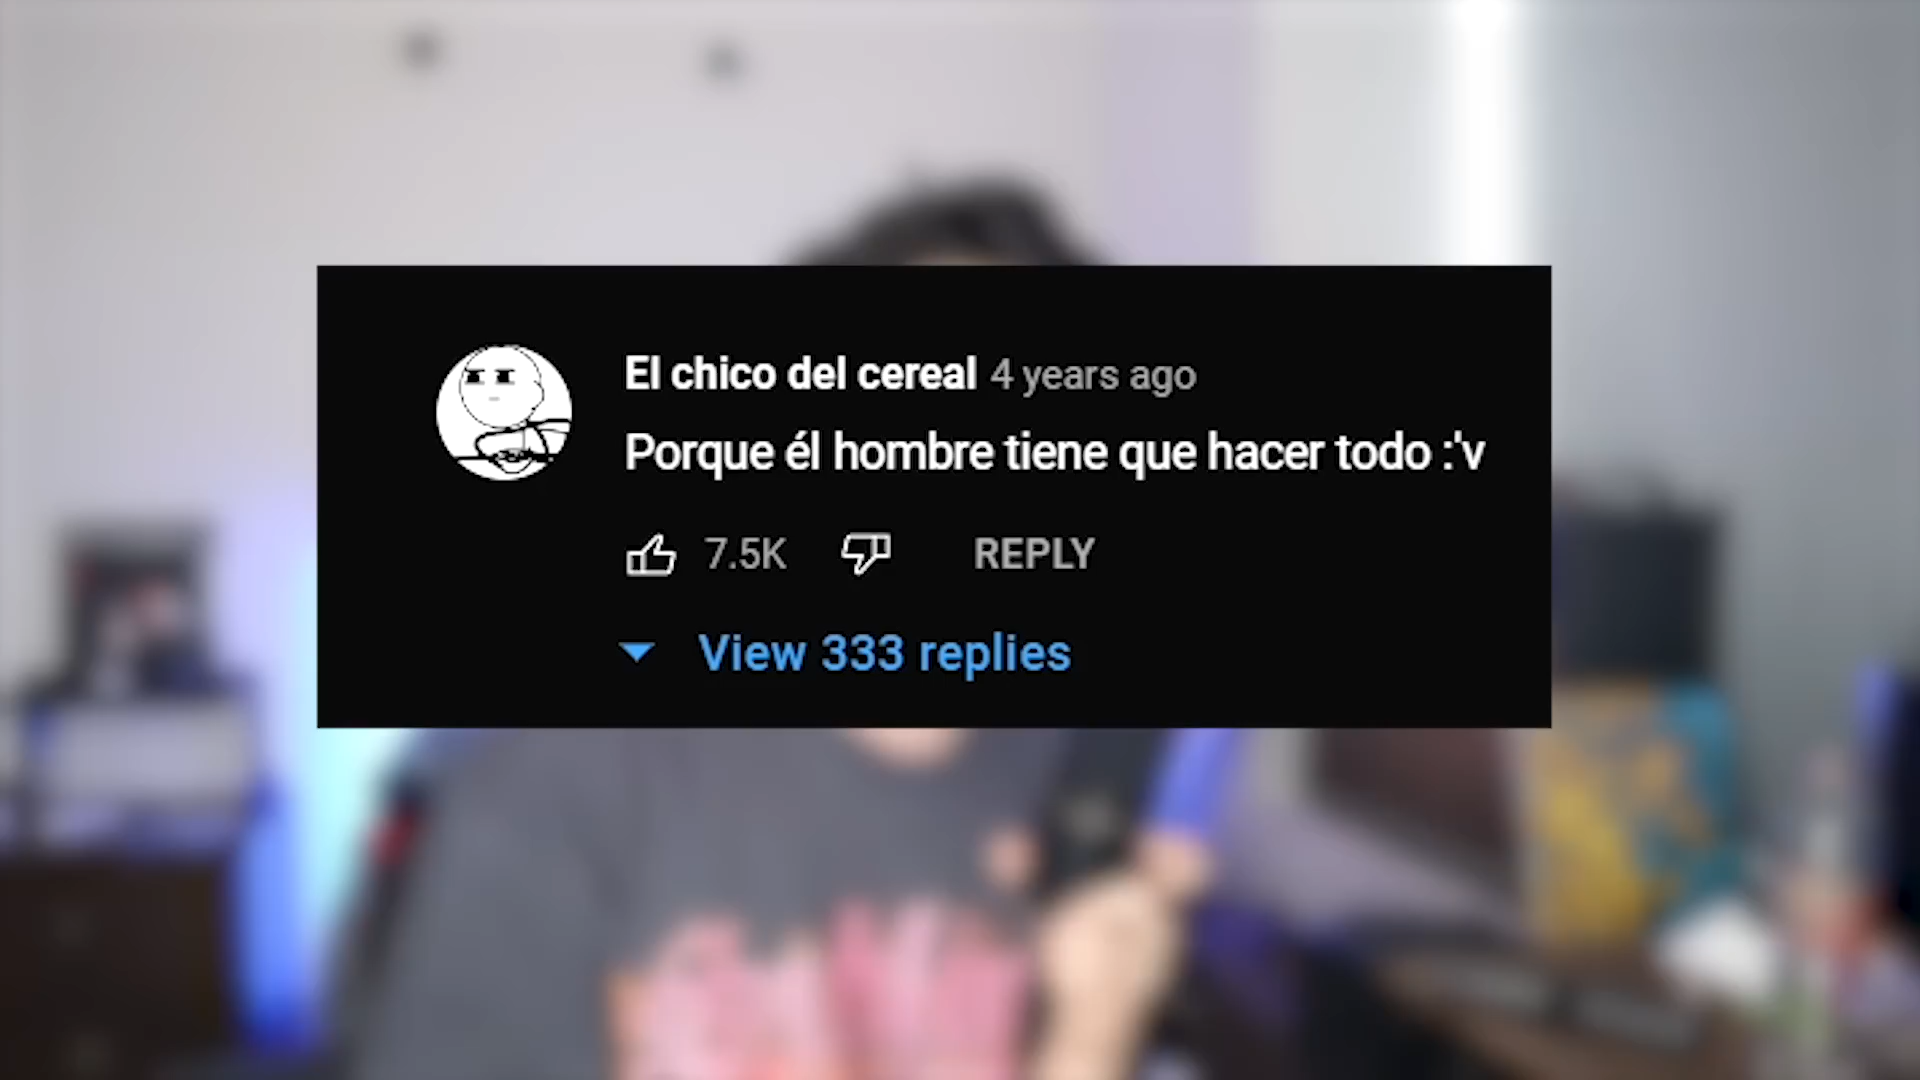 El chico del cereal 4 years ago
Porque él hombre tiene que hacer todo :'v
7.5K REPLY
View 333 replies